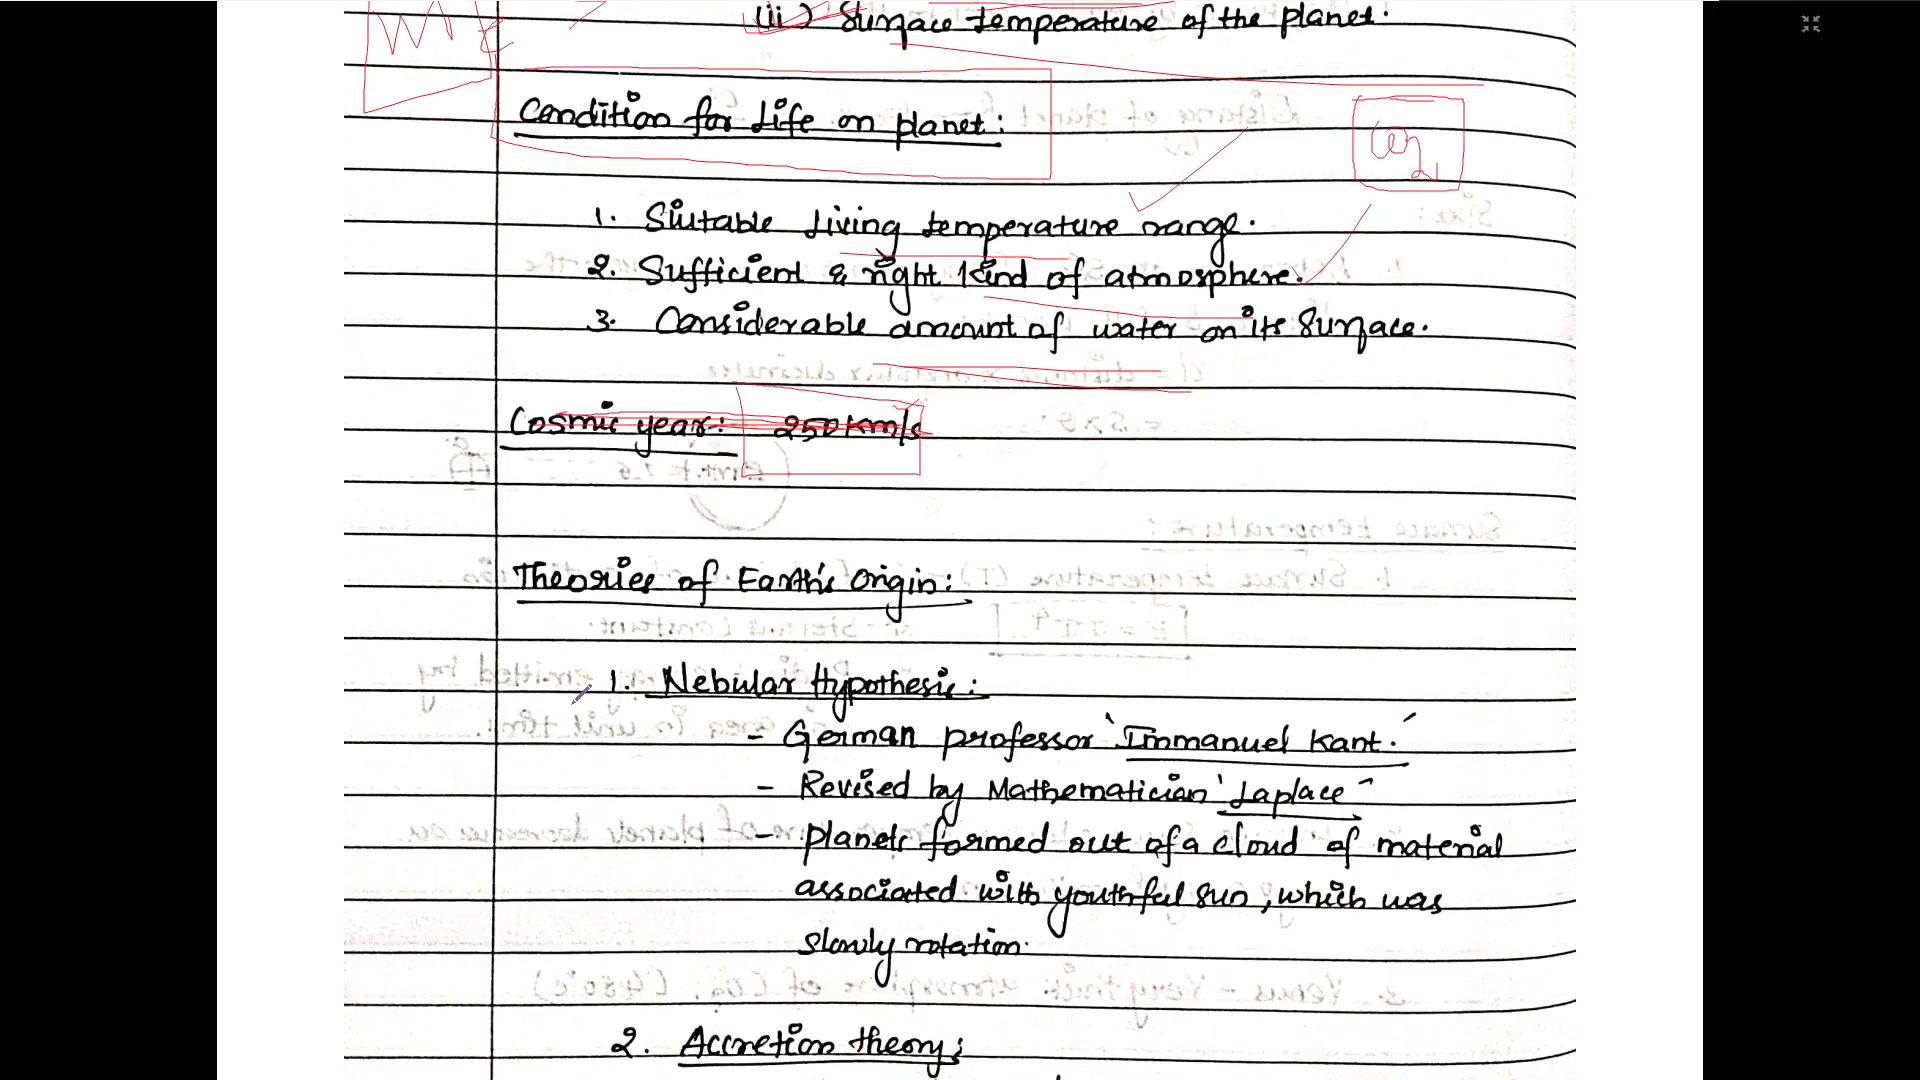 (ii) Surface temperature of the planet.
Condition for Life on planet:
1. Suitable Living temperature range.
2. Sufficient & right kind of atmosphere.
3. Considerable amount of water on its Surface.
Cosmic year: 250 Km/s
Theories of Earth's Origin:
1. Nebular Hypothesis:
- German professor 'Immanuel Kant.'
- Revised by Mathematician 'Laplace'
- Planets formed out of a cloud of material
associated with youthful sun, which was
slowly rotation.
2. Accretion theory: